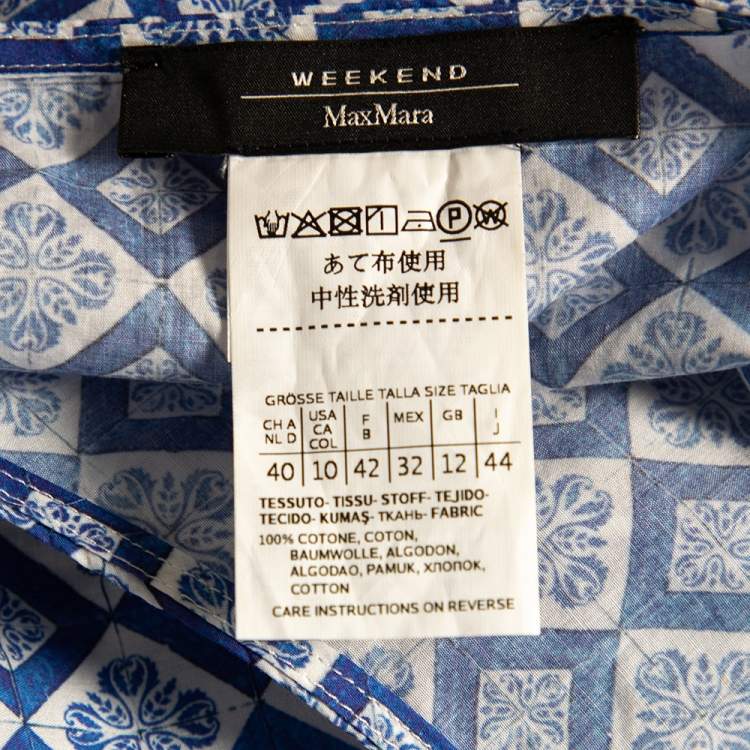 WEEKEND
MaxMara
あて布使用
中性洗剤使用
GRÖSSE TAILLE TALLA SIZE TAGLIA
CH A NL D USA CA COL F B MEX GB I J
40 10 42 32 12 44
TESSUTO- TISSU- STOFF- TEJIDO-
TECIDO- KUMAŞ- ТКАНЬ- FABRIC
100% COTONE, COTON,
BAUMWOLLE, ALGODON,
ALGODAO, PAMUK, ХЛОПОК,
COTTON
CARE INSTRUCTIONS ON REVERSE